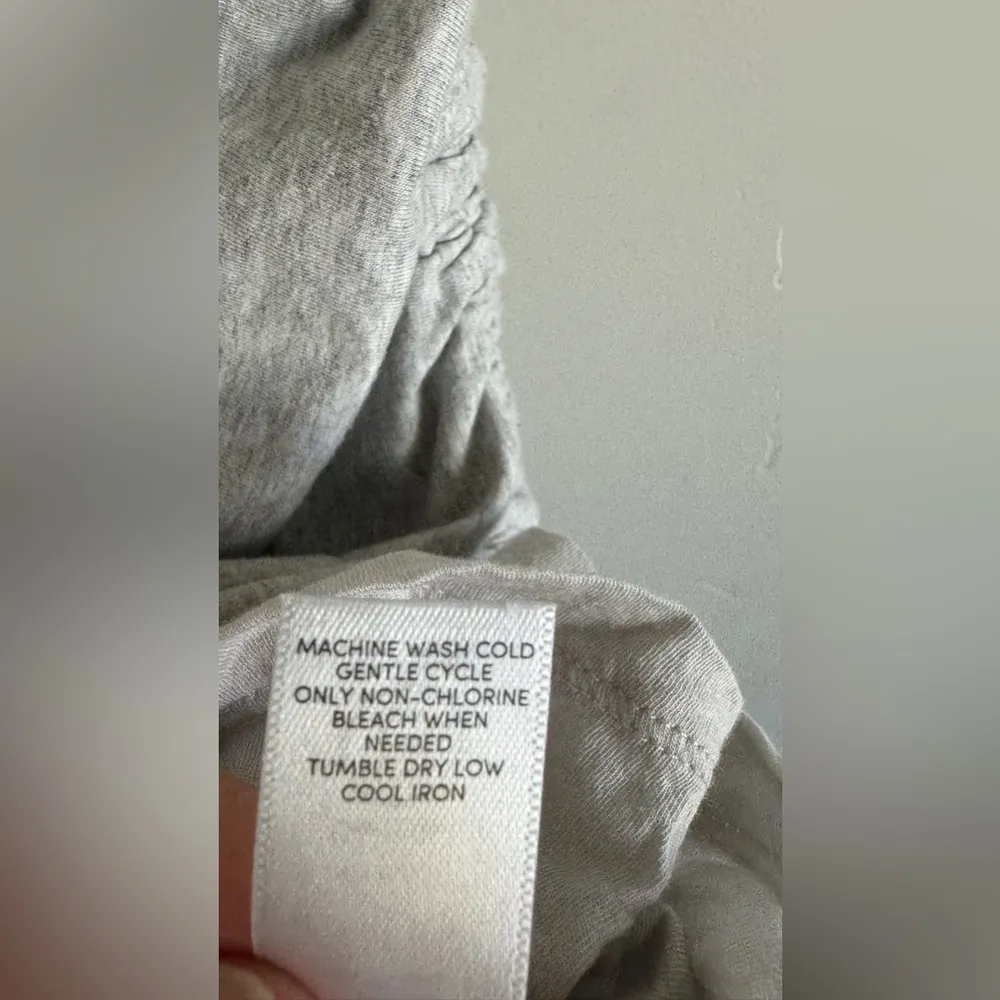 MACHINE WASH COLD
GENTLE CYCLE
ONLY NON-CHLORINE
BLEACH WHEN
NEEDED
TUMBLE DRY LOW
COOL IRON